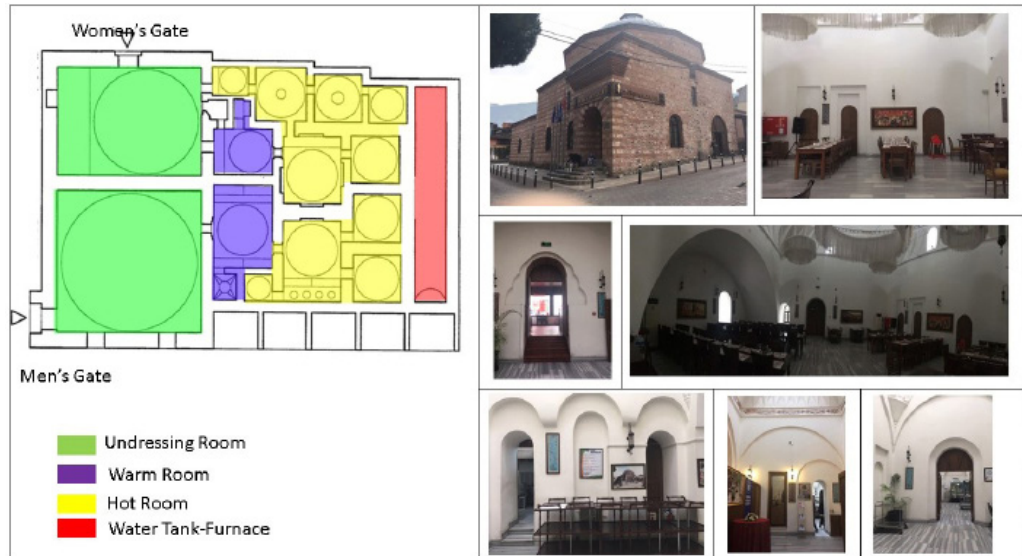 Women's Gate
Men's Gate
Undressing Room
Warm Room
Hot Room
Water Tank-Furnace